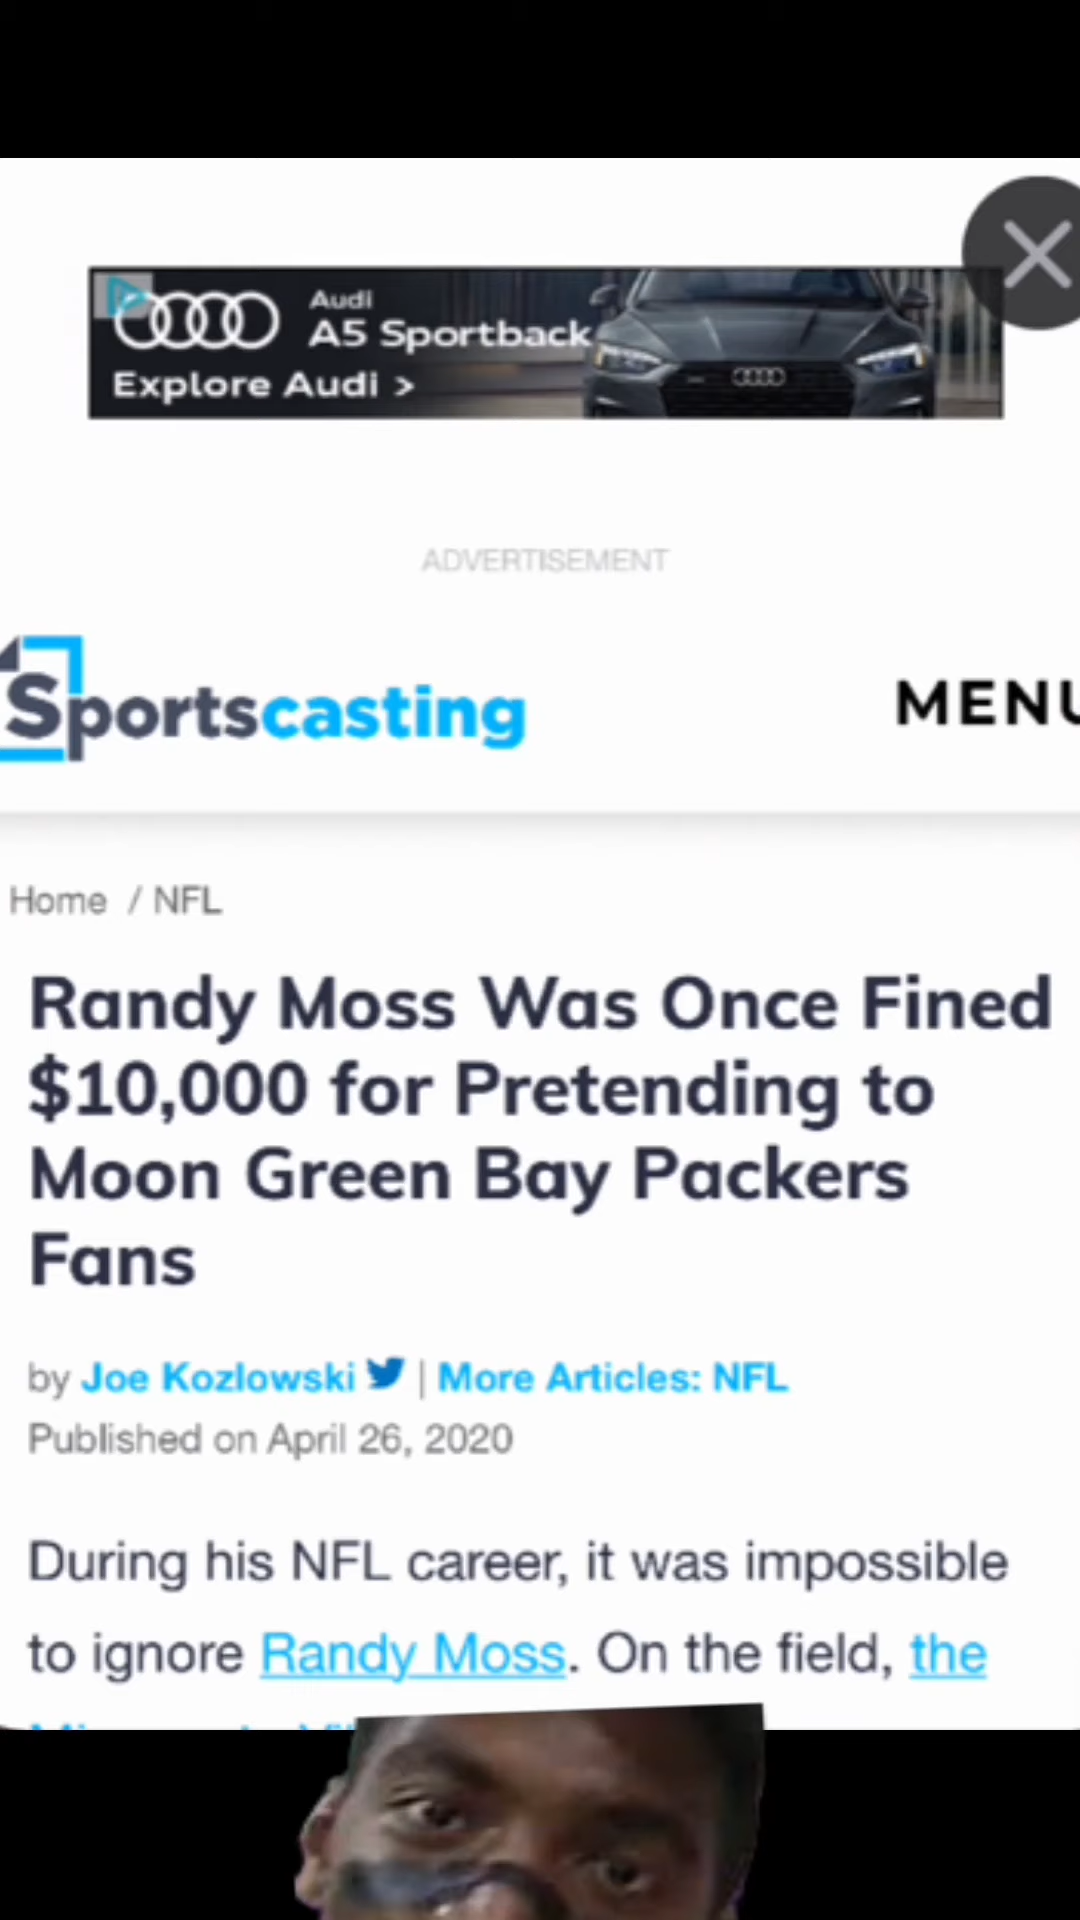 Audi
A5 Sportback
Explore Audi >
ADVERTISEMENT
Sportscasting
MENU
Home / NFL
Randy Moss Was Once Fined
$10,000 for Pretending to
Moon Green Bay Packers
Fans
by Joe Kozlowski | More Articles: NFL
Published on April 26, 2020
During his NFL career, it was impossible
to ignore Randy Moss. On the field, the